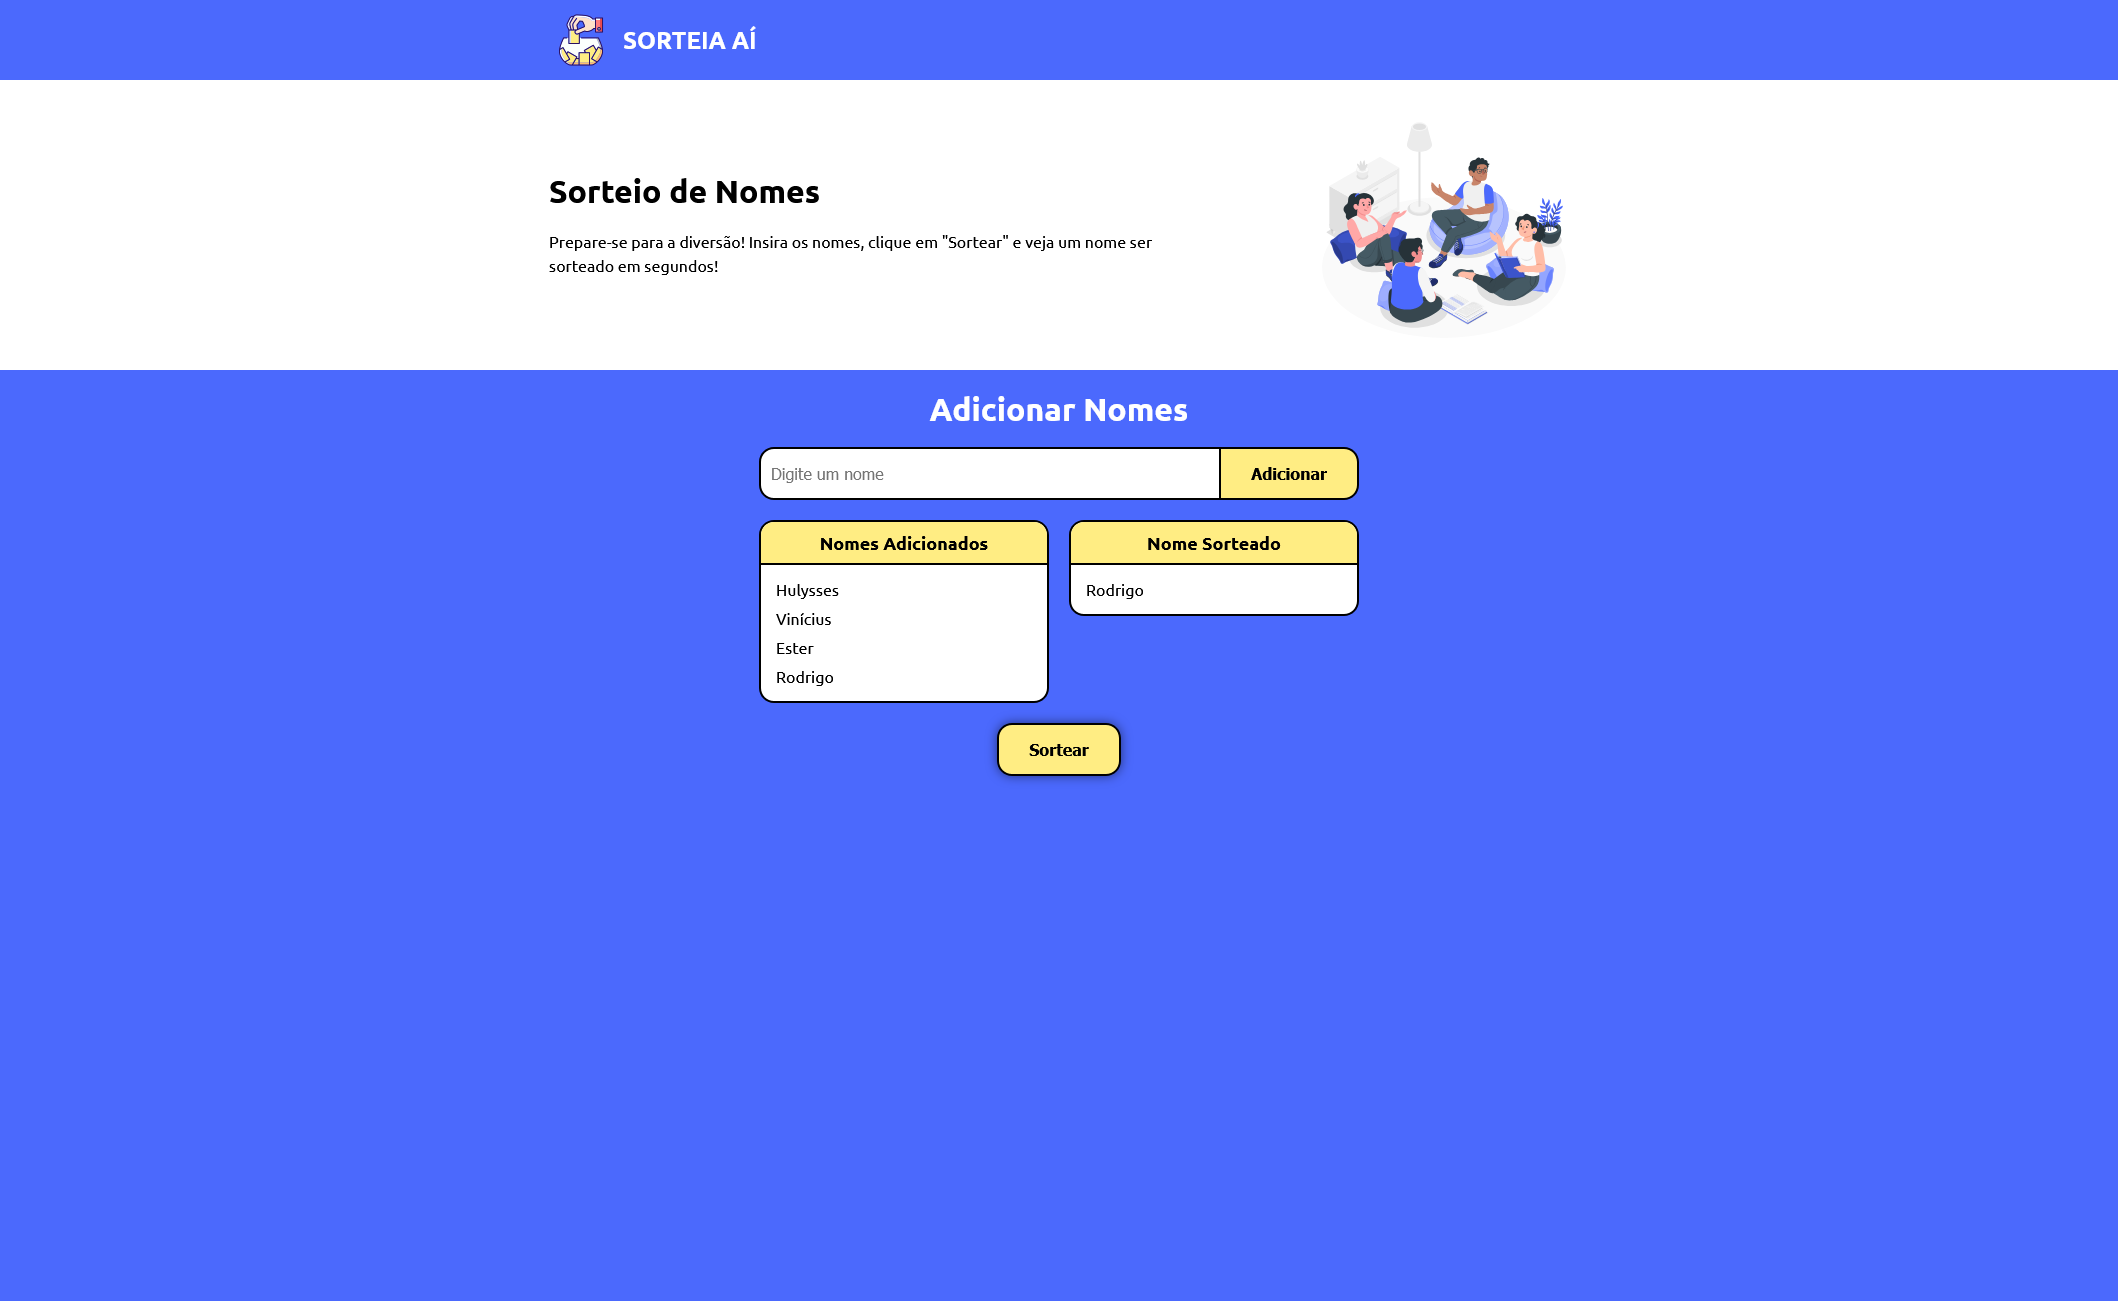 SORTEIA AÍ
Sorteio de Nomes
Prepare-se para a diversão! Insira os nomes, clique em "Sortear" e veja um nome ser
sorteado em segundos!
Adicionar Nomes
Digite um nome
Adicionar
Nomes Adicionados
Hulysses
Vinícius
Ester
Rodrigo
Nome Sorteado
Rodrigo
Sortear